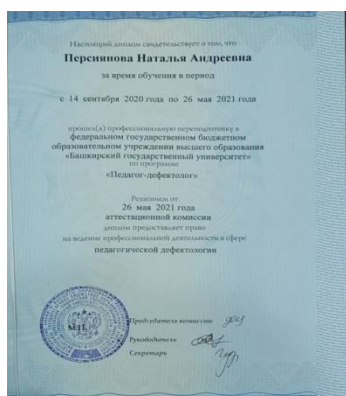 Настоящий диплом свидетельствует о том, что
Персиянова Наталья Андреевна
за время обучения в период
с 14 сентября 2020 года по 26 мая 2021 года
прошел(а) профессиональную переподготовку в
федеральном государственном бюджетном
образовательном учреждении высшего образования
«Башкирский государственный университет»
по программе
«Педагог-дефектолог»
Решением от
26 мая 2021 года
аттестационной комиссии
диплом предоставляет право
на ведение профессиональной деятельности в сфере
педагогической дефектологии
М.П.
Председатель комиссии
Руководитель
Секретарь